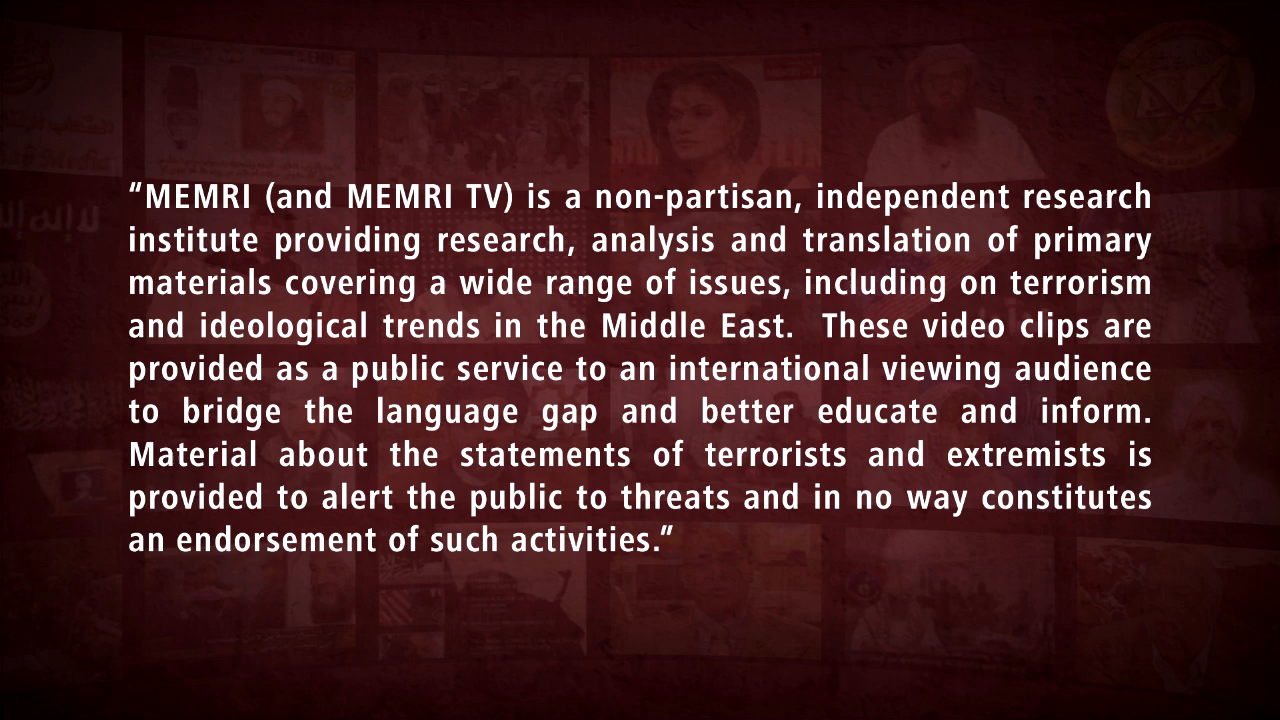 “MEMRI (and MEMRI TV) is a non-partisan, independent research
institute providing research, analysis and translation of primary
materials covering a wide range of issues, including on terrorism
and ideological trends in the Middle East. These video clips are
provided as a public service to an international viewing audience
to bridge the language gap and better educate and inform.
Material about the statements of terrorists and extremists is
provided to alert the public to threats and in no way constitutes
an endorsement of such activities.”